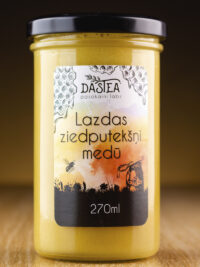 DASTEA
Lazdas
ziedputekšņi
medū
270ml